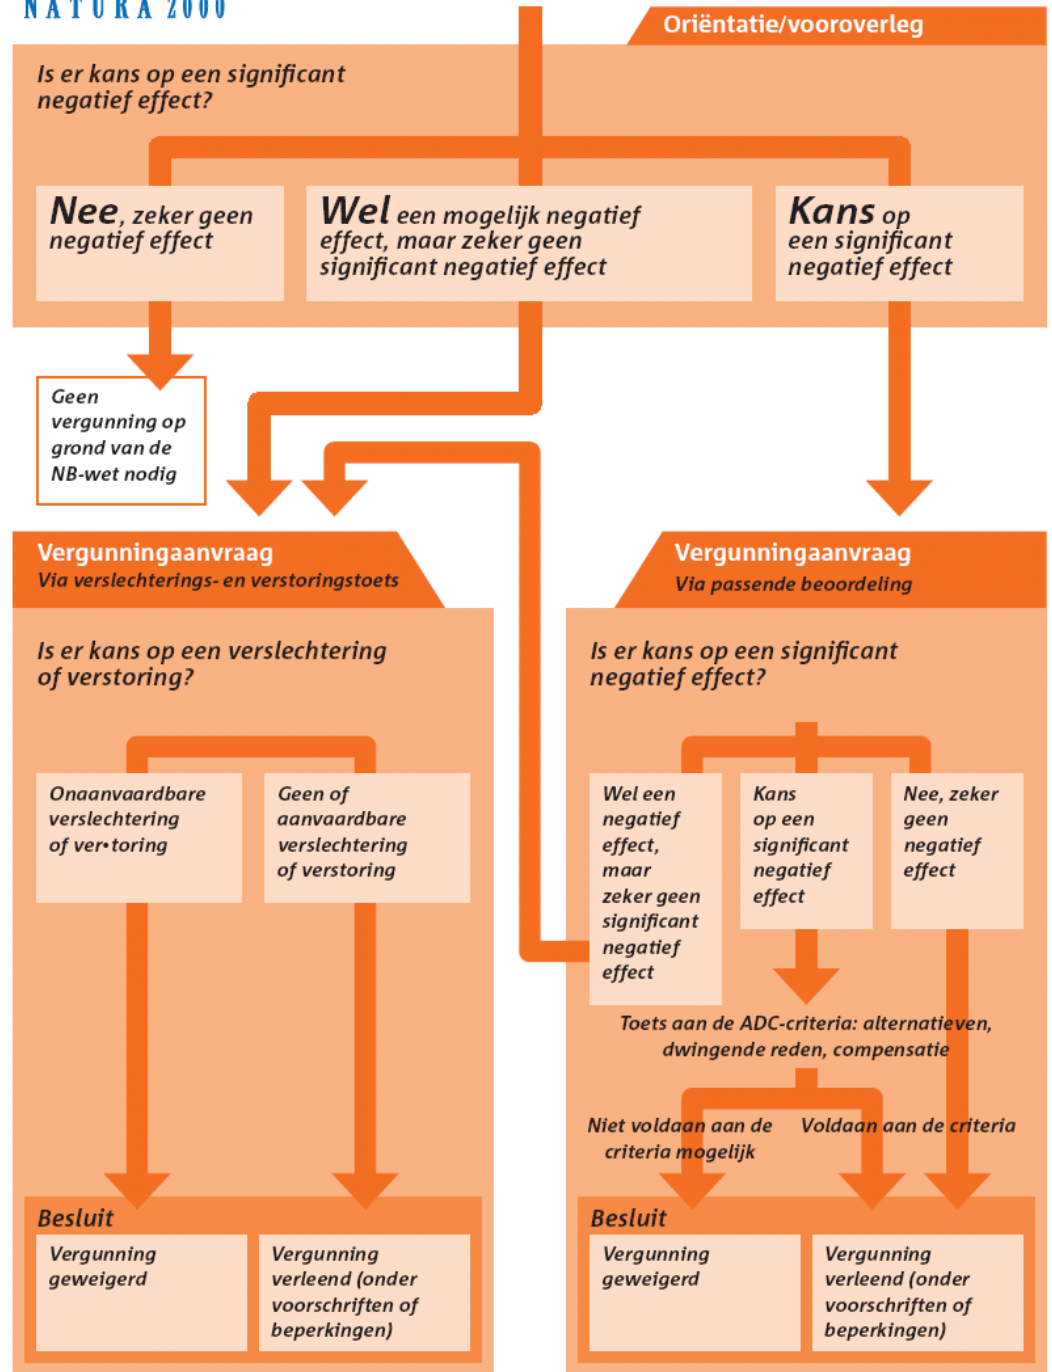 NATURA 2000
Oriëntatie/vooroverleg
Is er kans op een significant
negatief effect?
Nee, zeker geen
negatief effect
Wel een mogelijk negatief
effect, maar zeker geen
significant negatief effect
Kans op
een significant
negatief effect
Geen
vergunning op
grond van de
NB-wet nodig
Vergunningaanvraag
Via verslechterings- en verstoringstoets
Is er kans op een verslechtering
of verstoring?
Onaanvaardbare
verslechtering
of ver•toring
Geen of
aanvaardbare
verslechtering
of verstoring
Besluit
Vergunning
geweigerd
Vergunning
verleend (onder
voorschriften of
beperkingen)
Vergunningaanvraag
Via passende beoordeling
Is er kans op een significant
negatief effect?
Wel een
negatief
effect,
maar
zeker geen
significant
negatief
effect
Kans
op een
significant
negatief
effect
Nee, zeker
geen
negatief
effect
Toets aan de ADC-criteria: alternatieven,
dwingende reden, compensatie
Niet voldaan aan de
criteria mogelijk
Voldaan aan de criteria
Besluit
Vergunning
geweigerd
Vergunning
verleend (onder
voorschriften of
beperkingen)